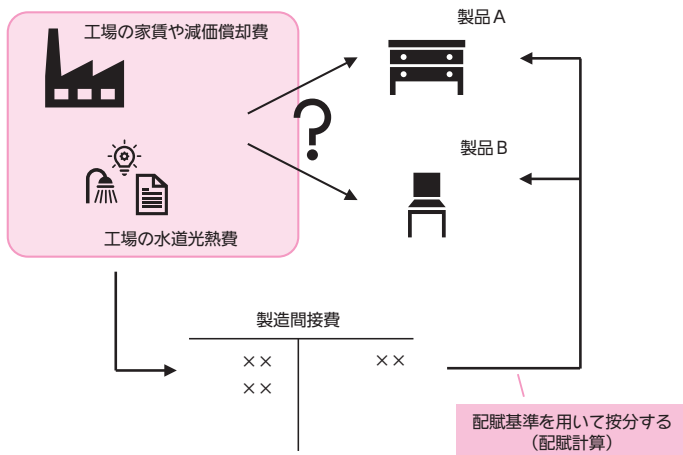 工場の家賃や減価償却費
製品A
?
製品B
工場の水道光熱費
製造間接費
×× ××
××
配賦基準を用いて按分する
(配賦計算)